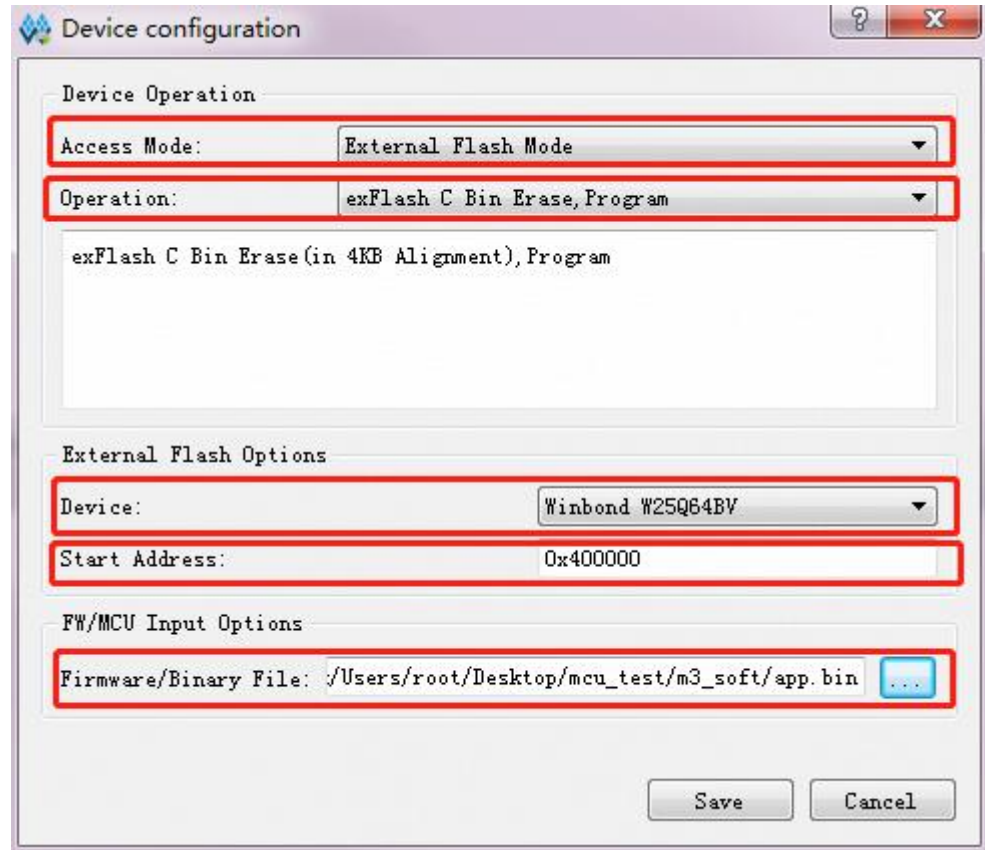 Device configuration
Device Operation
Access Mode: External Flash Mode
Operation: exFlash C Bin Erase,Program
exFlash C Bin Erase(in 4KB Alignment),Program
External Flash Options
Device: Winbond W25Q64BV
Start Address: 0x400000
FW/MCU Input Options
Firmware/Binary File: :/Users/root/Desktop/mcu_test/m3_soft/app.bin ...
Save Cancel